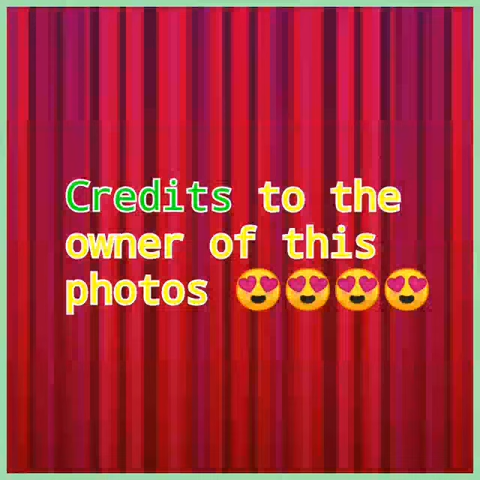 Credits to the
owner of this
photos 😍😍😍😍